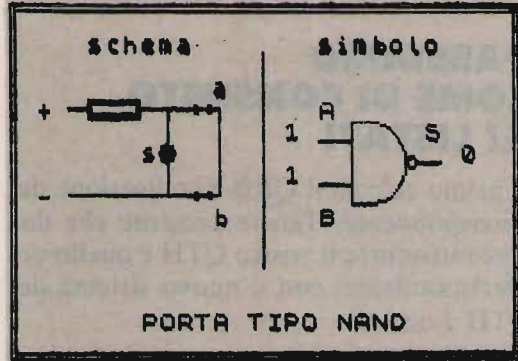 schema simbolo
a
+ A
1 S
s 0
1
- B
b
PORTA TIPO NAND